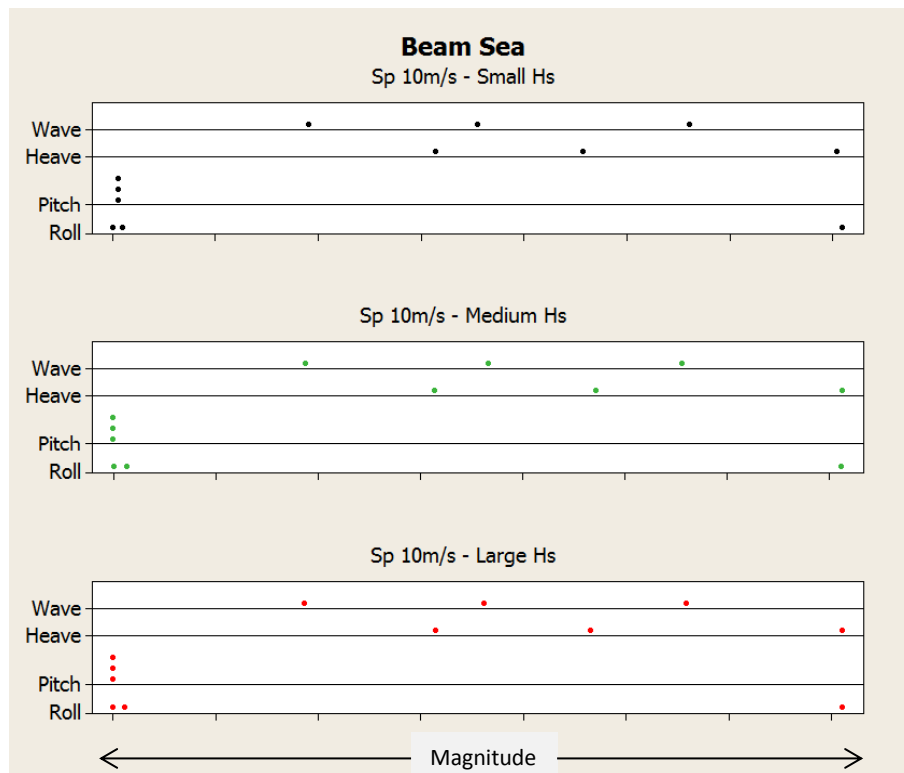 Beam Sea
Sp 10m/s - Small Hs
Wave
Heave
Pitch
Roll
Sp 10m/s - Medium Hs
Wave
Heave
Pitch
Roll
Sp 10m/s - Large Hs
Wave
Heave
Pitch
Roll
Magnitude